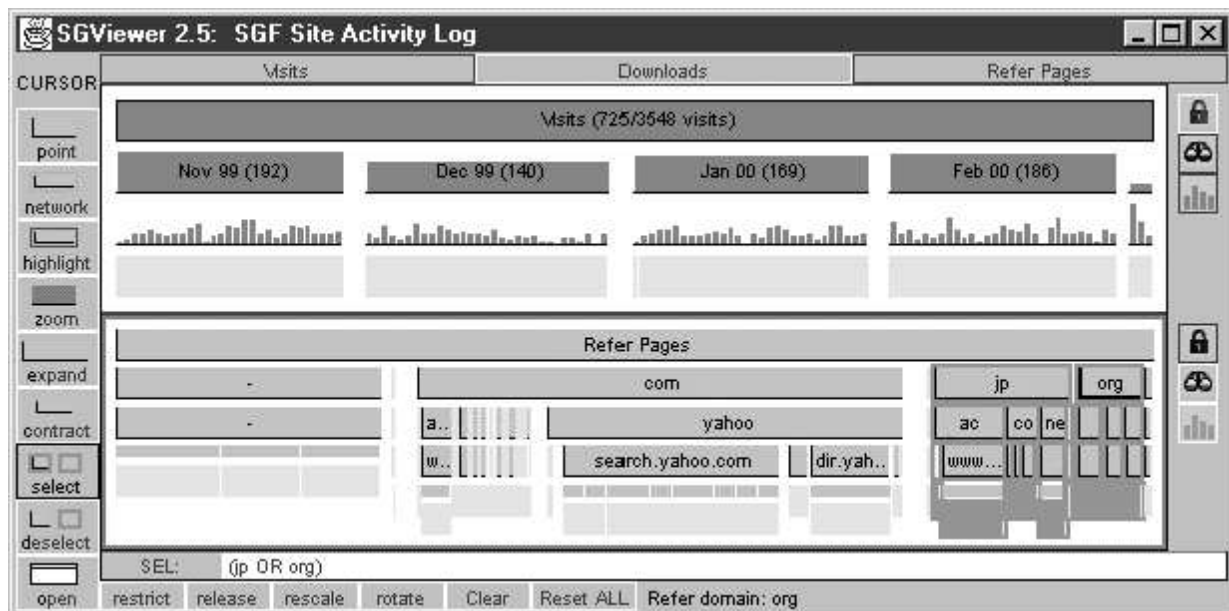 SGViewer 2.5: SGF Site Activity Log
CURSOR
Visits Downloads Refer Pages
point
network
highlight
zoom
expand
contract
select
deselect
open
Visits (725/3548 visits)
Nov 99 (192) Dec 99 (140) Jan 00 (169) Feb 00 (186)
Refer Pages
- com jp org
- a.. yahoo ac co ne
w.. search.yahoo.com dir.yah.. www...
SEL: (jp OR org)
restrict release rescale rotate Clear Reset ALL Refer domain: org